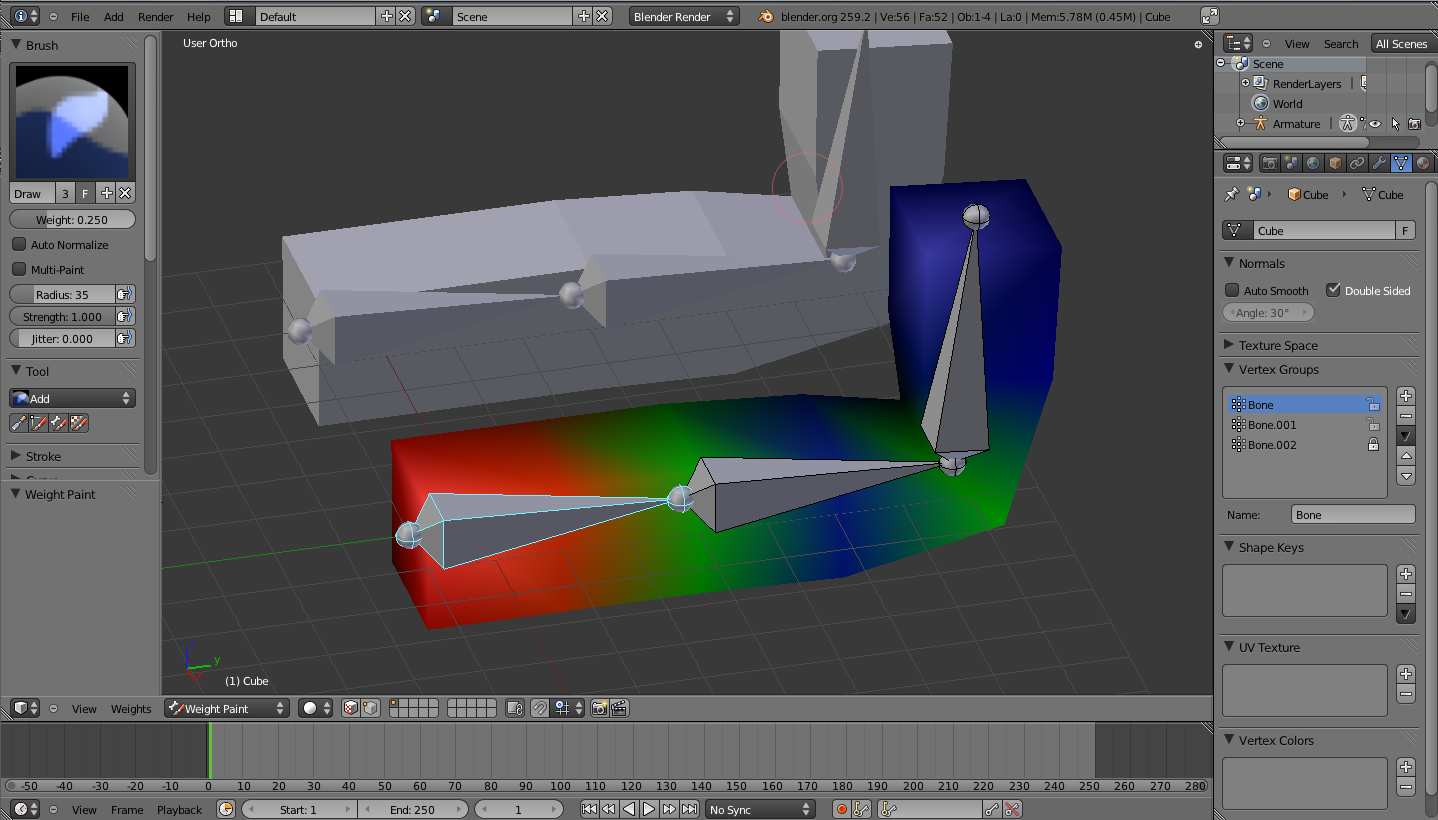 File Add Render Help Default Scene Blender Render blender.org 259.2 | Ve:56 | Fa:52 | Ob:1-4 | La:0 | Mem:5.78M (0.45M) | Cube
Brush
Draw 3 F
Weight: 0.250
Auto Normalize
Multi-Paint
Radius: 35
Strength: 1.000
Jitter: 0.000
Tool
Add
Stroke
Weight Paint
User Ortho
y
(1) Cube
View Weights Weight Paint
-50 -40 -30 -20 -10 0 10 20 30 40 50 60 70 80 90 100 110 120 130 140 150 160 170 180 190 200 210 220 230 240 250 260 270 280
View Frame Playback Start: 1 End: 250 1 No Sync
View Search All Scenes
Scene
RenderLayers
World
Armature
Cube Cube
Cube F
Normals
Auto Smooth Double Sided
Angle: 30°
Texture Space
Vertex Groups
Bone
Bone.001
Bone.002
Name: Bone
Shape Keys
UV Texture
Vertex Colors